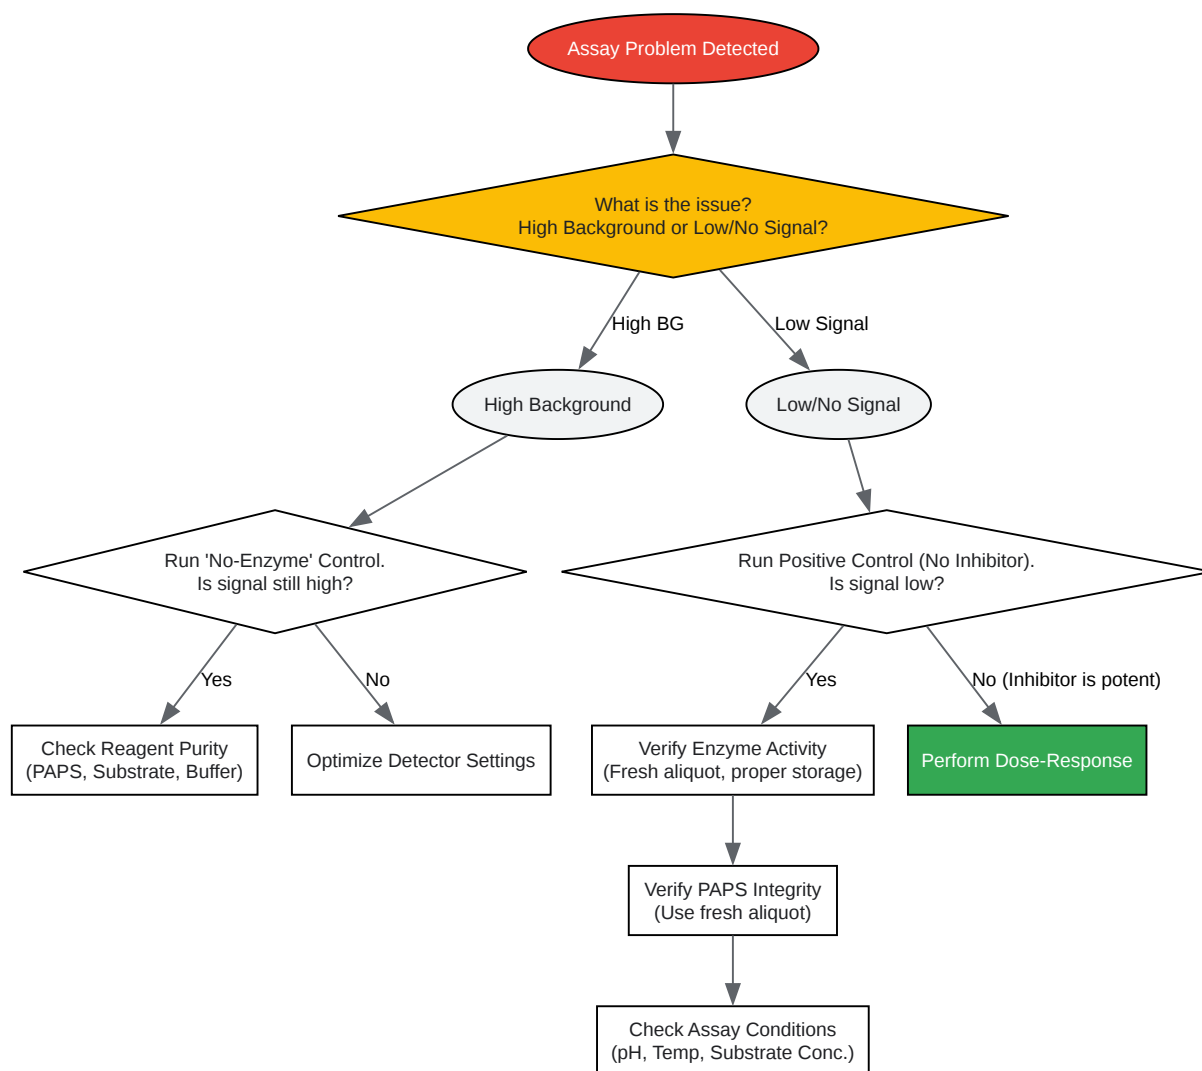 Assay Problem Detected
What is the issue?
High Background or Low/No Signal?
High BG
Low Signal
High Background
Low/No Signal
Run 'No-Enzyme' Control.
Is signal still high?
Run Positive Control (No Inhibitor).
Is signal low?
Yes
No
Yes
No (Inhibitor is potent)
Check Reagent Purity
(PAPS, Substrate, Buffer)
Optimize Detector Settings
Verify Enzyme Activity
(Fresh aliquot, proper storage)
Perform Dose-Response
Verify PAPS Integrity
(Use fresh aliquot)
Check Assay Conditions
(pH, Temp, Substrate Conc.)